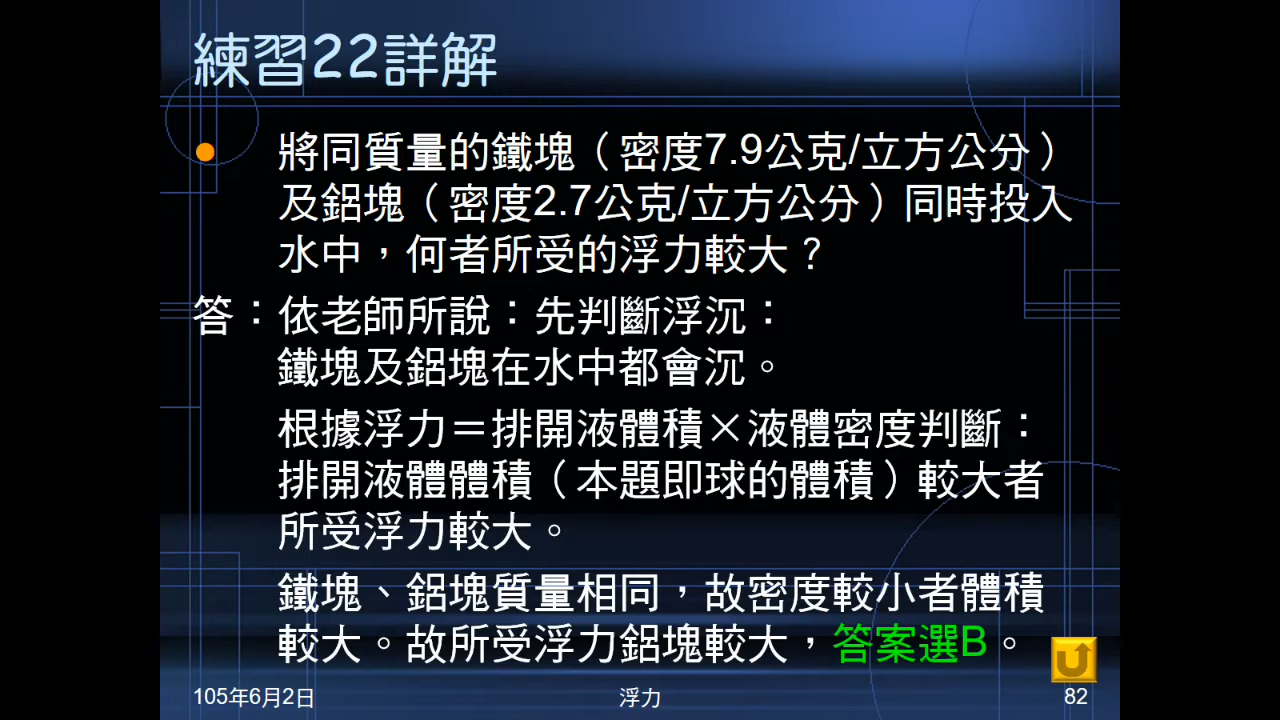 練習22詳解
將同質量的鐵塊（密度7.9公克/立方公分）
及鋁塊（密度2.7公克/立方公分）同時投入
水中，何者所受的浮力較大？
答：依老師所說：先判斷浮沉：
鐵塊及鋁塊在水中都會沉。
根據浮力＝排開液體積×液體密度判斷：
排開液體體積（本題即球的體積）較大者
所受浮力較大。
鐵塊、鋁塊質量相同，故密度較小者體積
較大。故所受浮力鋁塊較大，答案選B。
105年6月2日
浮力
82